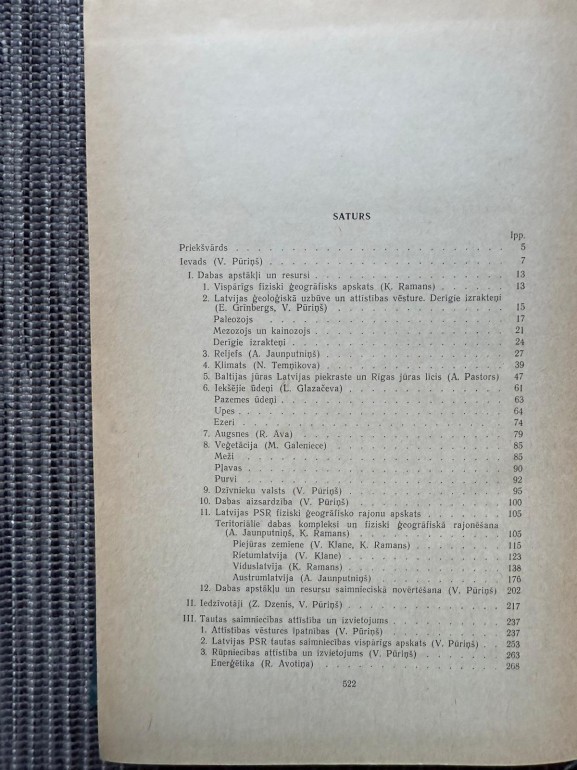 SATURS
lpp.
Priekšvārds . . . . . . . . . . . . . . . . . . . 5
Ievads (V. Pūriņš) . . . . . . . . . . . . . . . . . . . 7
I. Dabas apstākļi un resursi . . . . . . . . . . . . . . . 13
1. Vispārīgs fiziski ģeogrāfisks apskats (K. Ramans) . . . . . . 13
2. Latvijas ģeoloģiskā uzbūve un attīstības vēsture. Derīgie izrakteņi
(E. Grīnbergs, V. Pūriņš) . . . . . . . . . . . . . . 15
Paleozojs . . . . . . . . . . . . . . . . . . . 17
Mezozojs un kainozojs . . . . . . . . . . . . . . . 21
Derīgie izrakteņi . . . . . . . . . . . . . . . . . 24
3. Reljefs (A. Jaunputniņš) . . . . . . . . . . . . . . . 27
4. Klimats (N. Temņikova) . . . . . . . . . . . . . . . 39
5. Baltijas jūras Latvijas piekraste un Rīgas jūras līcis (A. Pastors) 47
6. Iekšējie ūdeņi (Ļ. Glazačeva) . . . . . . . . . . . . . 61
Pazemes ūdeņi . . . . . . . . . . . . . . . . . 63
Upes . . . . . . . . . . . . . . . . . . . . 64
Ezeri . . . . . . . . . . . . . . . . . . . . 74
7. Augsnes (R. Ava) . . . . . . . . . . . . . . . . . 79
8. Veģetācija (M. Galeniece) . . . . . . . . . . . . . . 85
Meži . . . . . . . . . . . . . . . . . . . . 85
Pļavas . . . . . . . . . . . . . . . . . . . 90
Purvi . . . . . . . . . . . . . . . . . . . . 92
9. Dzīvnieku valsts (V. Pūriņš) . . . . . . . . . . . . . 95
10. Dabas aizsardzība (V. Pūriņš) . . . . . . . . . . . . . 100
11. Latvijas PSR fiziski ģeogrāfisko rajonu apskats . . . . . . . 105
Teritoriālie dabas kompleksi un fiziski ģeogrāfiskā rajonēšana
(A. Jaunputniņš, K. Ramans) . . . . . . . . . . . . . 105
Piejūras zemiene (V. Klane, K. Ramans) . . . . . . . . 115
Rietumlatvija (V. Klane) . . . . . . . . . . . . . 123
Viduslatvija (K. Ramans) . . . . . . . . . . . . . 138
Austrumlatvija (A. Jaunputniņš) . . . . . . . . . . . 176
12. Dabas apstākļu un resursu saimnieciskā novērtēšana (V. Pūriņš) 202
II. Iedzīvotāji (Z. Dzenis, V. Pūriņš) . . . . . . . . . . . . 217
III. Tautas saimniecības attīstība un izvietojums . . . . . . . . . 237
1. Attīstības vēstures īpatnības (V. Pūriņš) . . . . . . . . . 237
2. Latvijas PSR tautas saimniecības vispārīgs apskats (V. Pūriņš) . 253
3. Rūpniecības attīstība un izvietojums (V. Pūriņš) . . . . . . . 263
Enerģētika (R. Avotiņa) . . . . . . . . . . . . . . 268
522